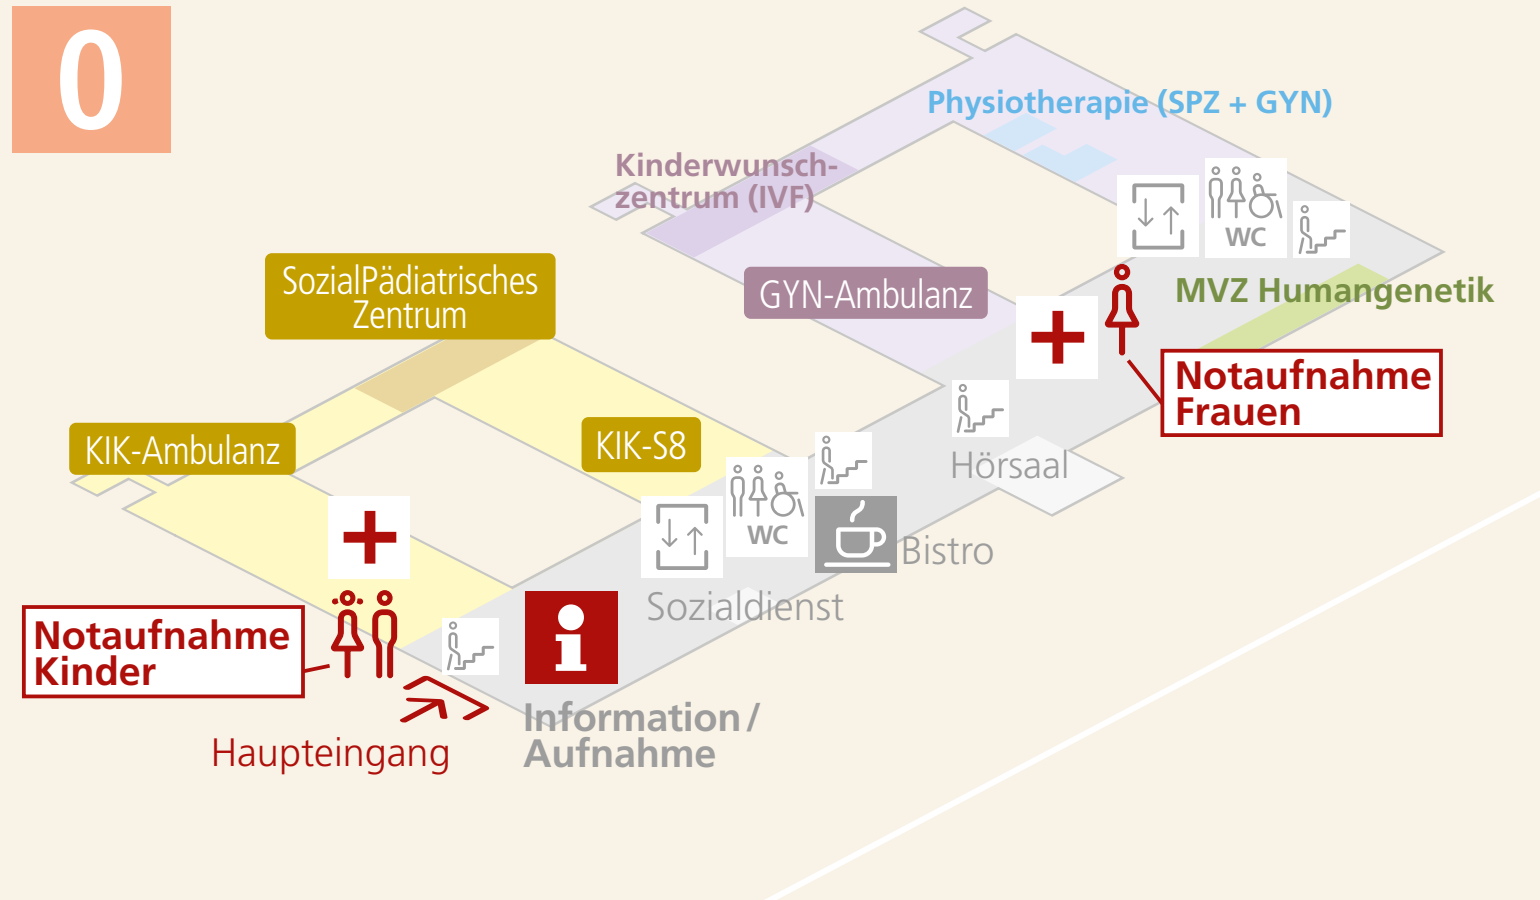 0
Physiotherapie (SPZ + GYN)
Kinderwunsch-
zentrum (IVF)
WC
SozialPädiatrisches
Zentrum
GYN-Ambulanz
MVZ Humangenetik
Notaufnahme
Frauen
KIK-Ambulanz
KIK-S8
Hörsaal
WC
Bistro
Sozialdienst
Notaufnahme
Kinder
i
Information /
Aufnahme
Haupteingang